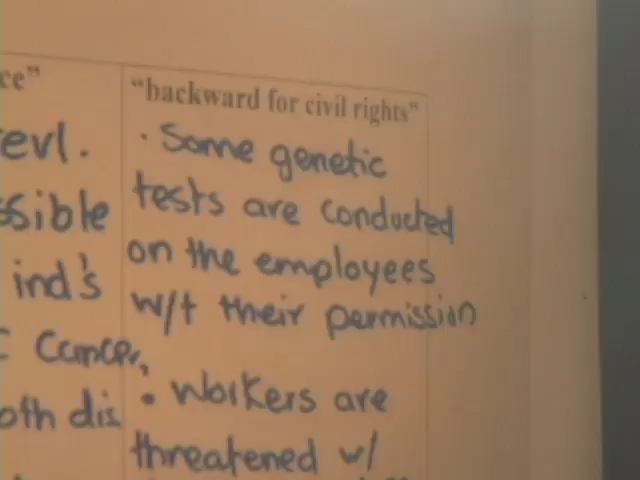 ce"
"backward for civil rights"
evl.
ssible
ind's
cancer,
oth dis
· Some genetic
tests are conducted
on the employees
w/t their permission
• Workers are
threatened w/